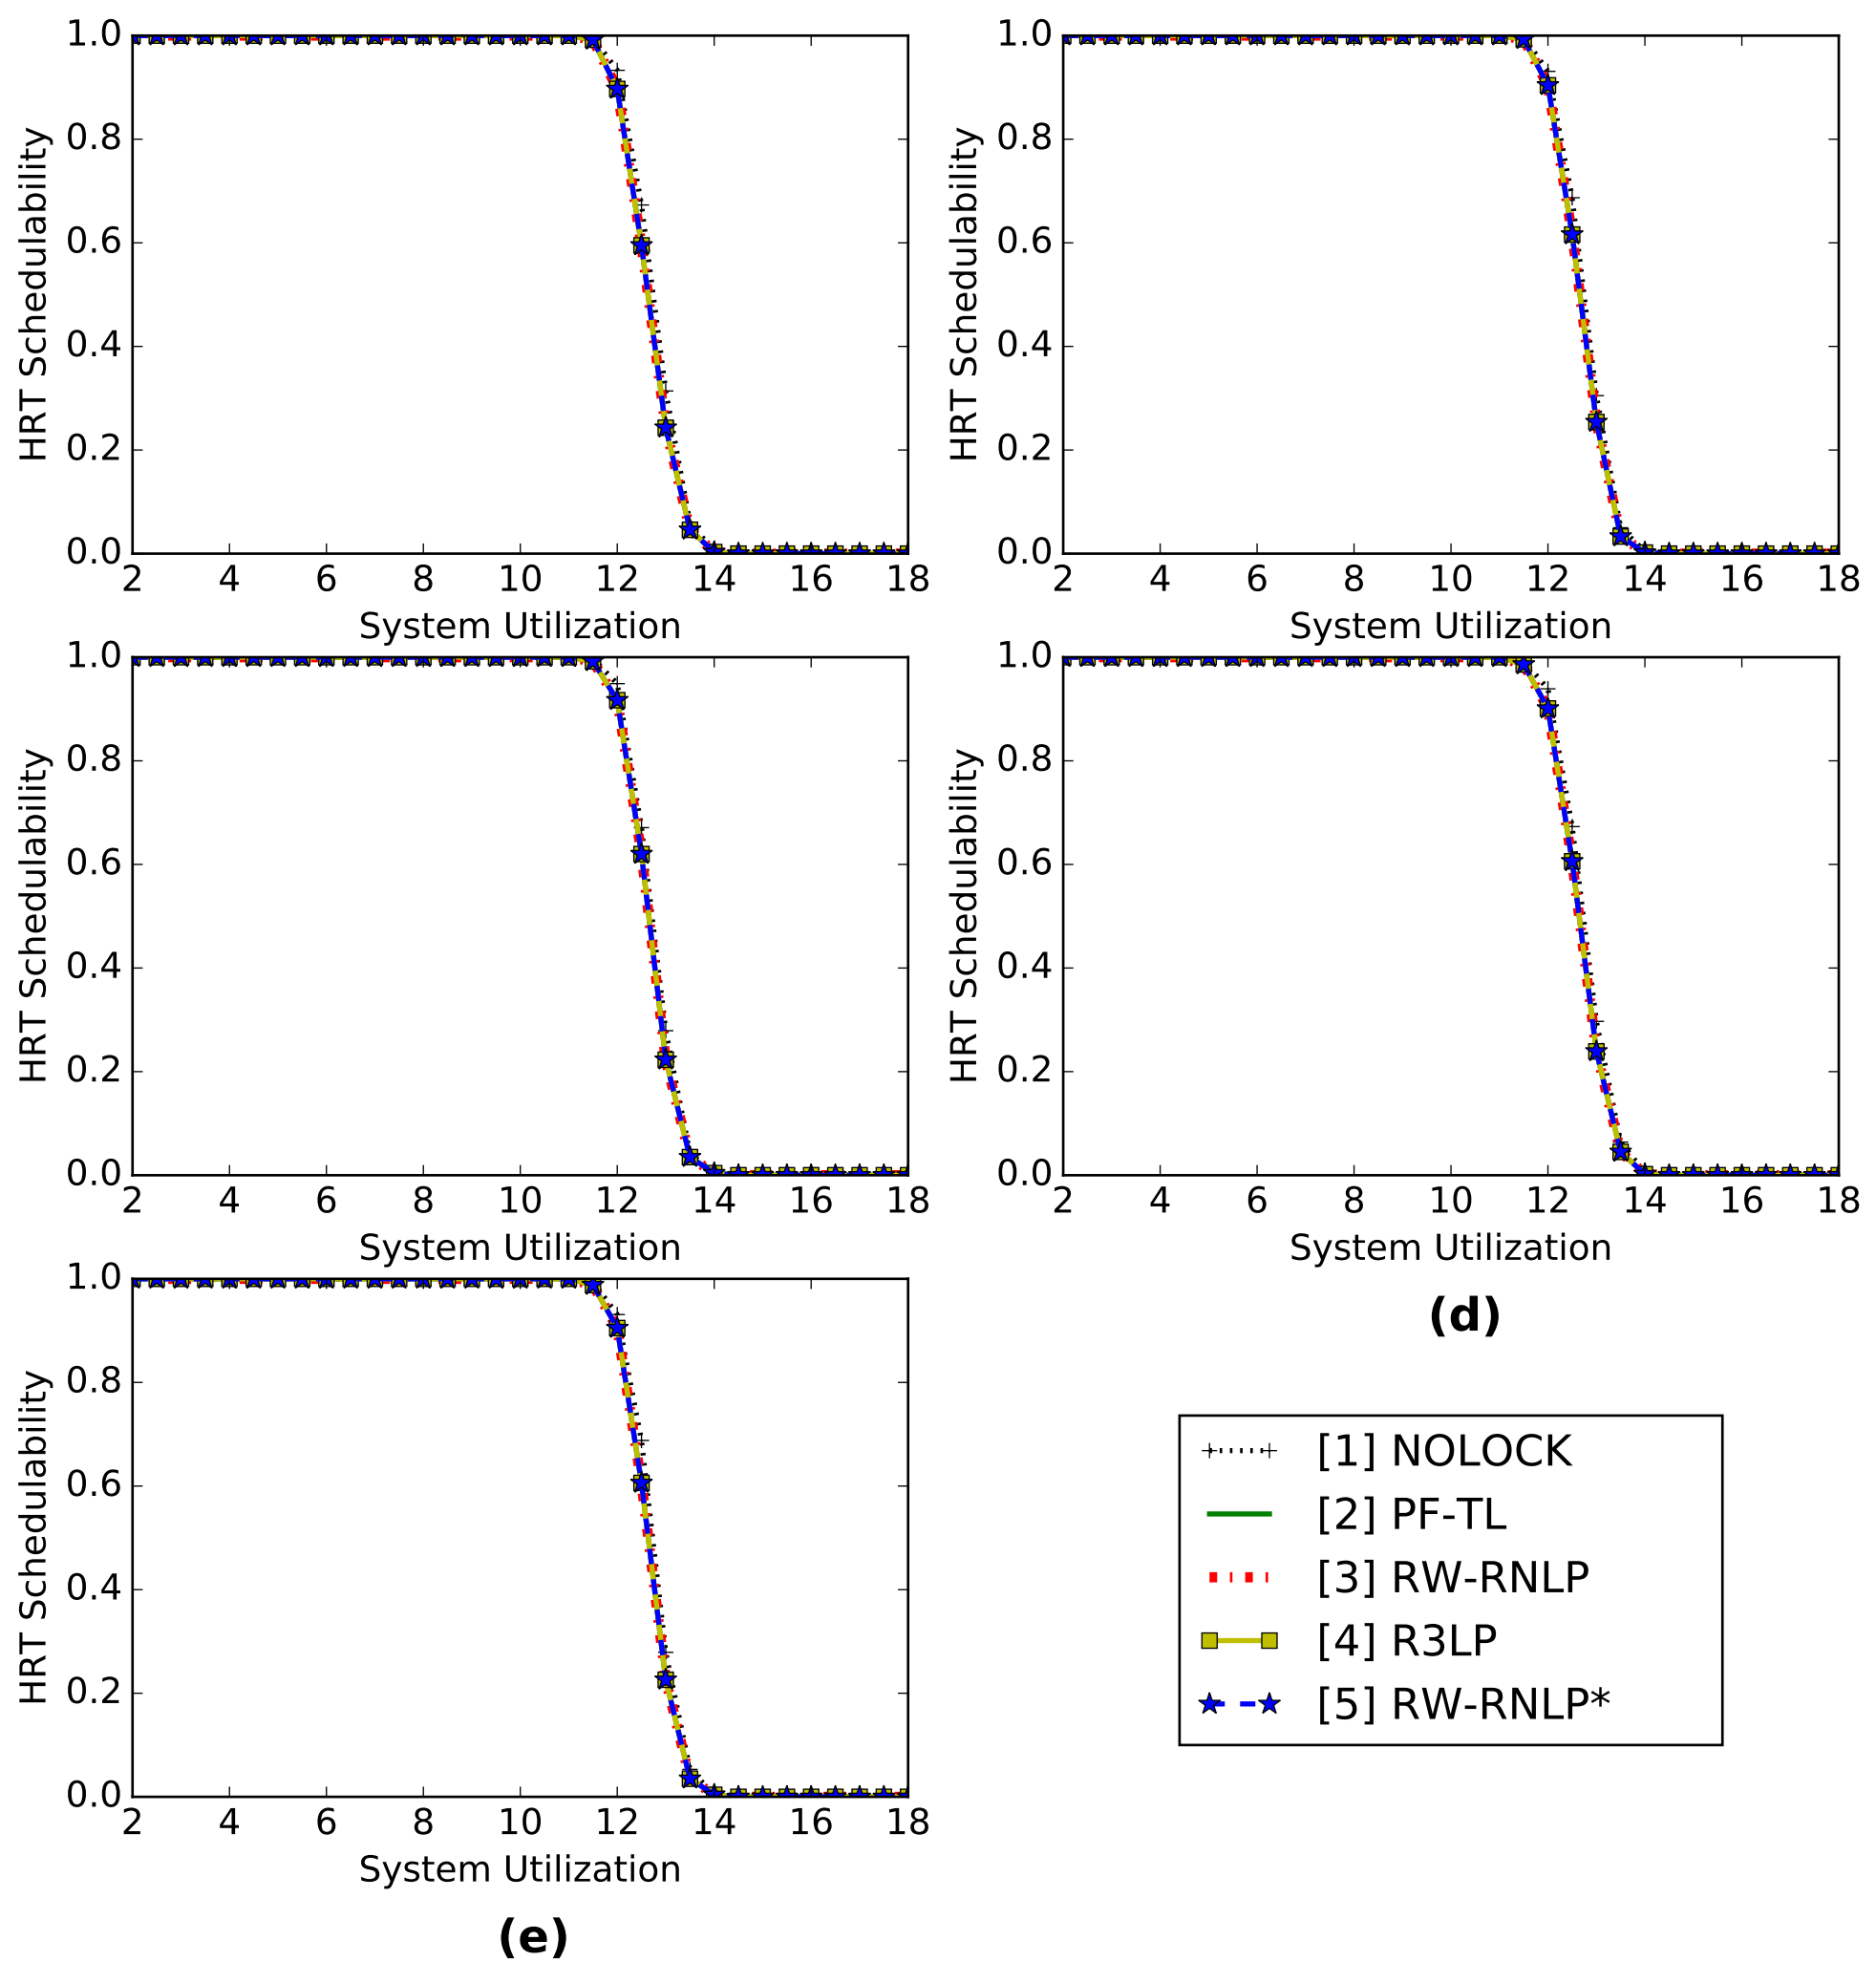 1.0
0.8
0.6
0.4
0.2
0.0
HRT Schedulability
2 4 6 8 10 12 14 16 18
System Utilization
1.0
0.8
0.6
0.4
0.2
0.0
HRT Schedulability
2 4 6 8 10 12 14 16 18
System Utilization
1.0
0.8
0.6
0.4
0.2
0.0
HRT Schedulability
2 4 6 8 10 12 14 16 18
System Utilization
1.0
0.8
0.6
0.4
0.2
0.0
HRT Schedulability
2 4 6 8 10 12 14 16 18
System Utilization
(d)
1.0
0.8
0.6
0.4
0.2
0.0
HRT Schedulability
2 4 6 8 10 12 14 16 18
System Utilization
(e)
[1] NOLOCK
[2] PF-TL
[3] RW-RNLP
[4] R3LP
[5] RW-RNLP*